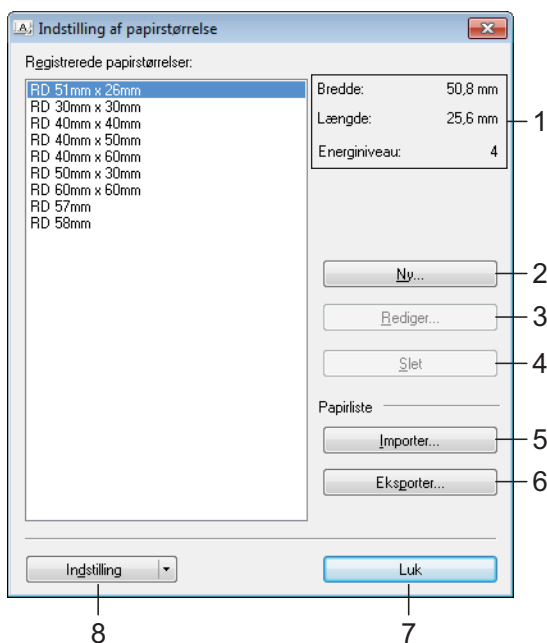 Indstilling af papirstørrelse
Registrerede papirstørrelser:
RD 51mm x 26mm
RD 30mm x 30mm
RD 40mm x 40mm
RD 40mm x 50mm
RD 40mm x 60mm
RD 50mm x 30mm
RD 60mm x 60mm
RD 57mm
RD 58mm
Bredde: 50,8 mm
Længde: 25,6 mm
Energiniveau: 4
1
Ny... 2
Rediger... 3
Slet 4
Papirliste
Importer... 5
Eksporter... 6
Indstilling Luk
8 7